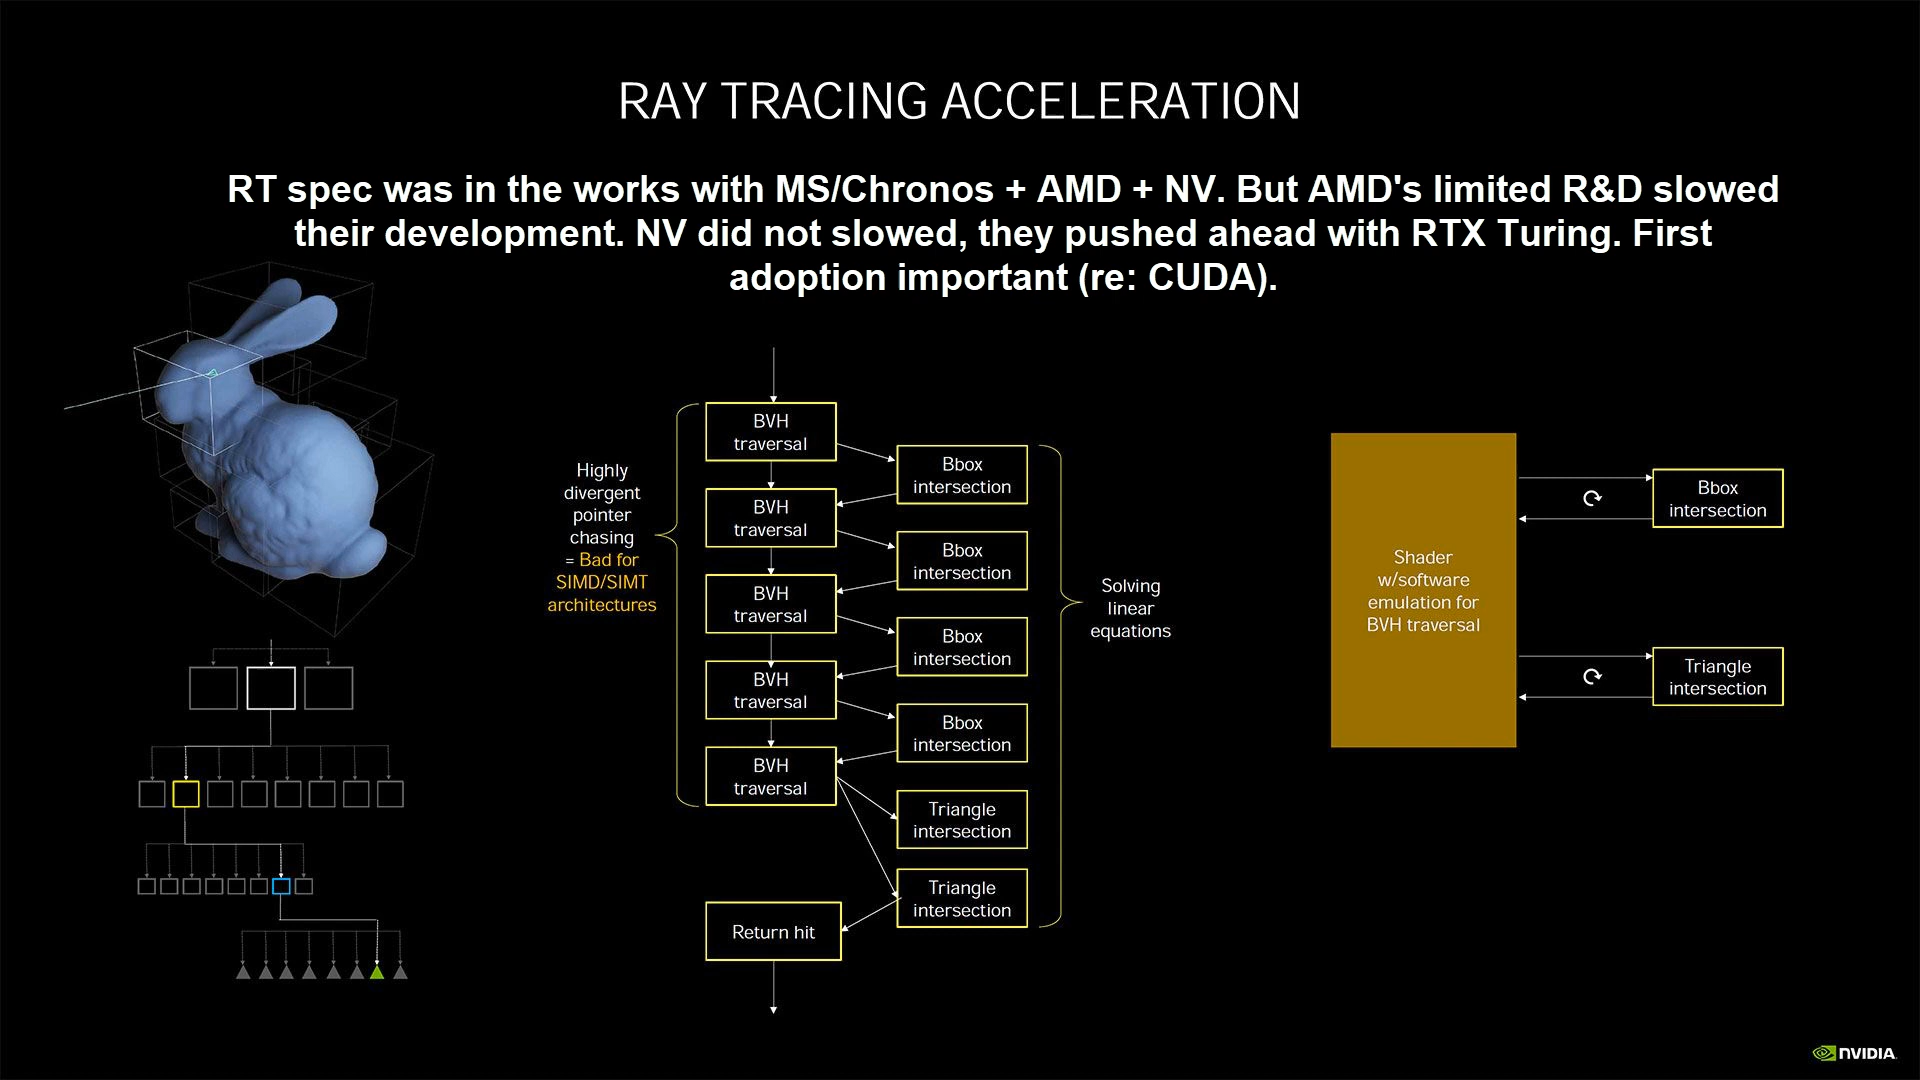 RAY TRACING ACCELERATION
RT spec was in the works with MS/Chronos + AMD + NV. But AMD's limited R&D slowed
their development. NV did not slowed, they pushed ahead with RTX Turing. First
adoption important (re: CUDA).
Highly
divergent
pointer
chasing
= Bad for
SIMD/SIMT
architectures
BVH
traversal
BVH
traversal
BVH
traversal
BVH
traversal
BVH
traversal
Return hit
Bbox
intersection
Bbox
intersection
Bbox
intersection
Bbox
intersection
Triangle
intersection
Triangle
intersection
Solving
linear
equations
Shader
w/software
emulation for
BVH traversal
Bbox
intersection
Triangle
intersection
NVIDIA.